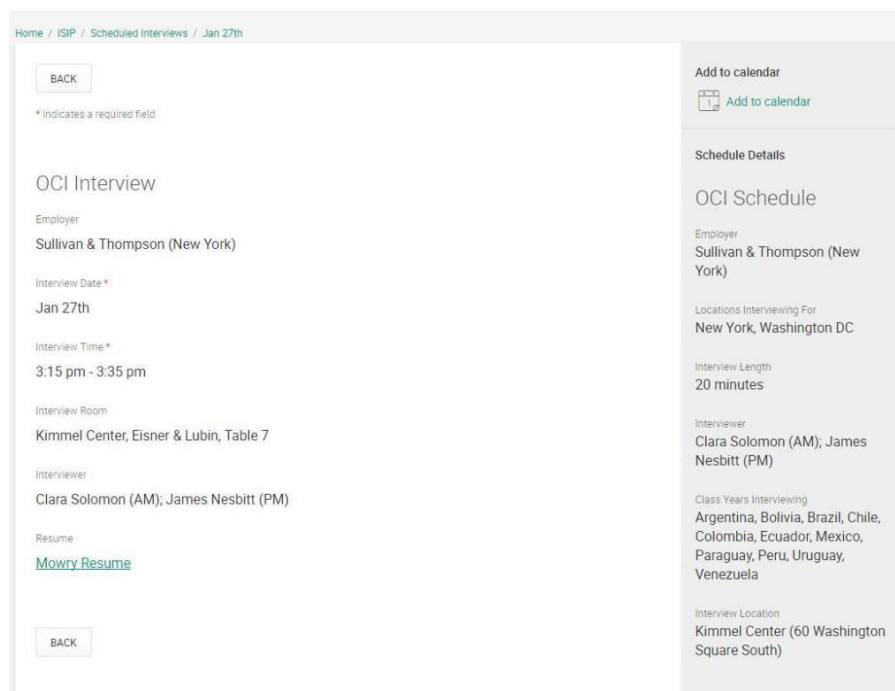 Home / ISIP / Scheduled Interviews / Jan 27th
BACK
* indicates a required field
OCI Interview
Employer
Sullivan & Thompson (New York)
Interview Date *
Jan 27th
Interview Time *
3:15 pm - 3:35 pm
Interview Room
Kimmel Center, Eisner & Lubin, Table 7
Interviewer
Clara Solomon (AM); James Nesbitt (PM)
Resume
Mowry Resume
BACK
Add to calendar
1 Add to calendar
Schedule Details
OCI Schedule
Employer
Sullivan & Thompson (New
York)
Locations Interviewing For
New York, Washington DC
Interview Length
20 minutes
Interviewer
Clara Solomon (AM); James
Nesbitt (PM)
Class Years Interviewing
Argentina, Bolivia, Brazil, Chile,
Colombia, Ecuador, Mexico,
Paraguay, Peru, Uruguay,
Venezuela
Interview Location
Kimmel Center (60 Washington
Square South)